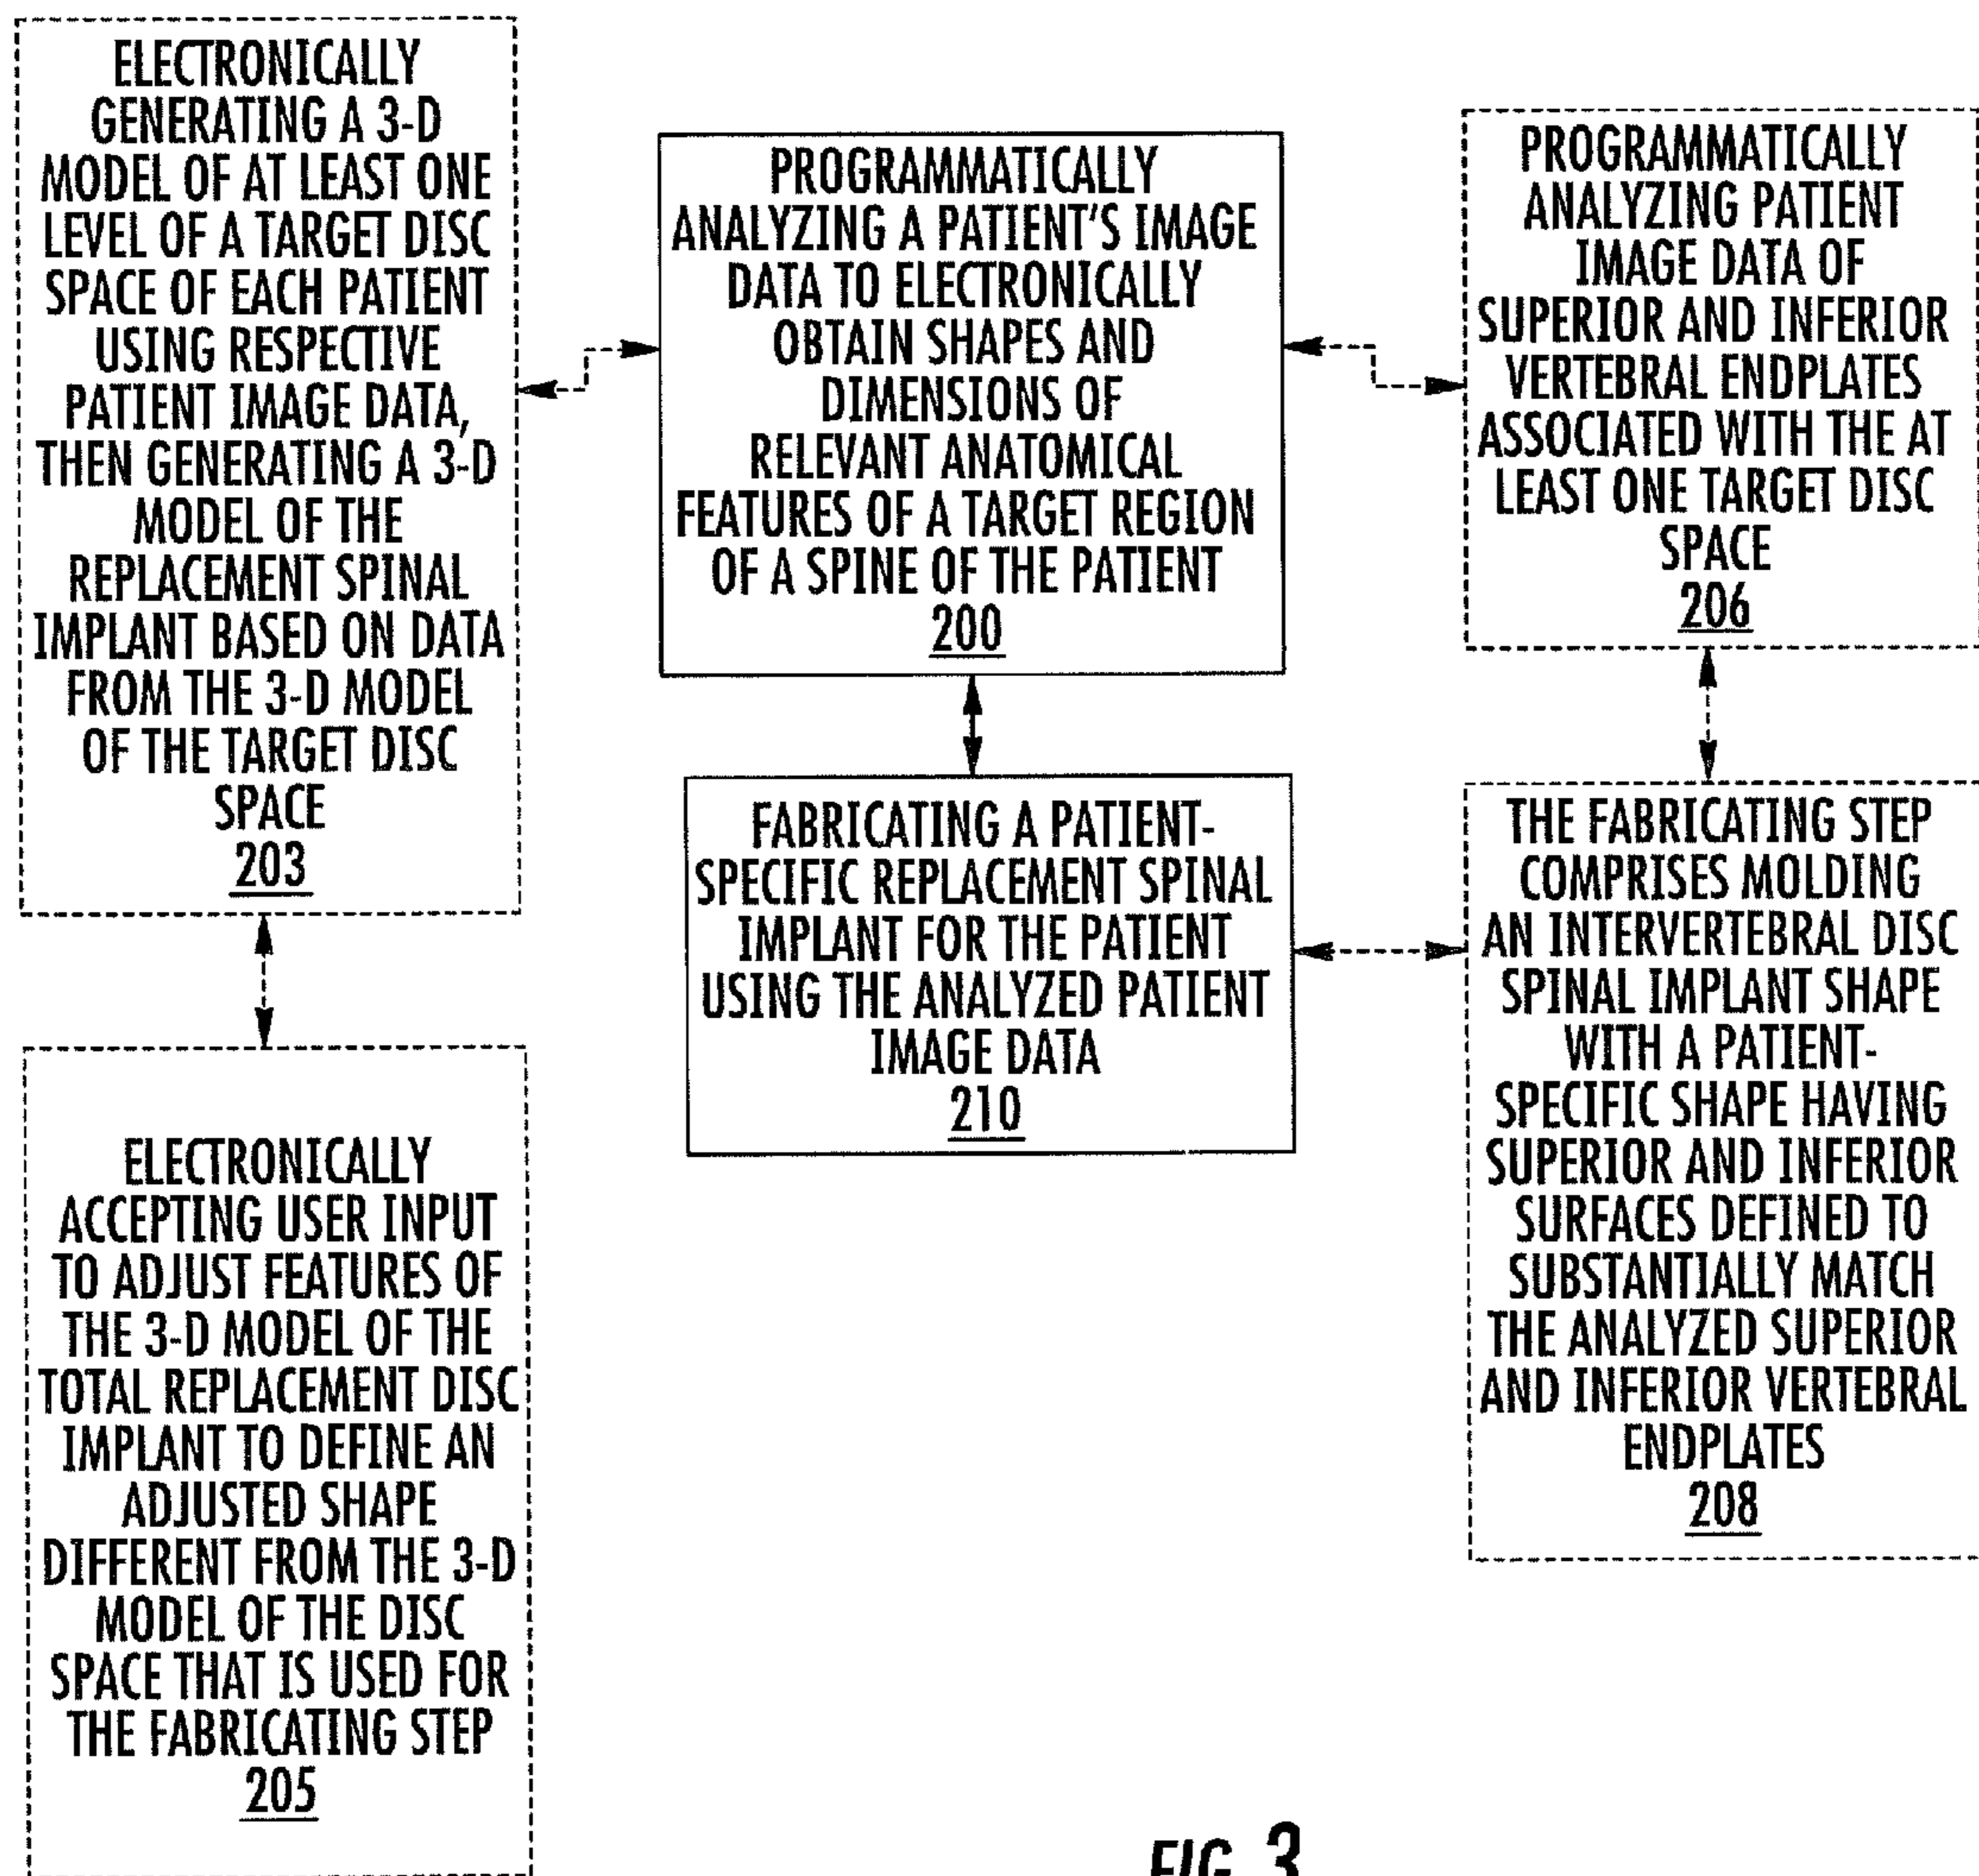 ELECTRONICALLY
GENERATING A 3-D
MODEL OF AT LEAST ONE
LEVEL OF A TARGET DISC
SPACE OF EACH PATIENT
USING RESPECTIVE
PATIENT IMAGE DATA,
THEN GENERATING A 3-D
MODEL OF THE
REPLACEMENT SPINAL
IMPLANT BASED ON DATA
FROM THE 3-D MODEL
OF THE TARGET DISC
SPACE
203
ELECTRONICALLY
ACCEPTING USER INPUT
TO ADJUST FEATURES OF
THE 3-D MODEL OF THE
TOTAL REPLACEMENT DISC
IMPLANT TO DEFINE AN
ADJUSTED SHAPE
DIFFERENT FROM THE 3-D
MODEL OF THE DISC
SPACE THAT IS USED FOR
THE FABRICATING STEP
205
PROGRAMMATICALLY
ANALYZING A PATIENT'S IMAGE
DATA TO ELECTRONICALLY
OBTAIN SHAPES AND
DIMENSIONS OF
RELEVANT ANATOMICAL
FEATURES OF A TARGET REGION
OF A SPINE OF THE PATIENT
200
FABRICATING A PATIENT-
SPECIFIC REPLACEMENT SPINAL
IMPLANT FOR THE PATIENT
USING THE ANALYZED PATIENT
IMAGE DATA
210
PROGRAMMATICALLY
ANALYZING PATIENT
IMAGE DATA OF
SUPERIOR AND INFERIOR
VERTEBRAL ENDPLATES
ASSOCIATED WITH THE AT
LEAST ONE TARGET DISC
SPACE
206
THE FABRICATING STEP
COMPRISES MOLDING
AN INTERVERTEBRAL DISC
SPINAL IMPLANT SHAPE
WITH A PATIENT-
SPECIFIC SHAPE HAVING
SUPERIOR AND INFERIOR
SURFACES DEFINED TO
SUBSTANTIALLY MATCH
THE ANALYZED SUPERIOR
AND INFERIOR VERTEBRAL
ENDPLATES
208
FIG. 3